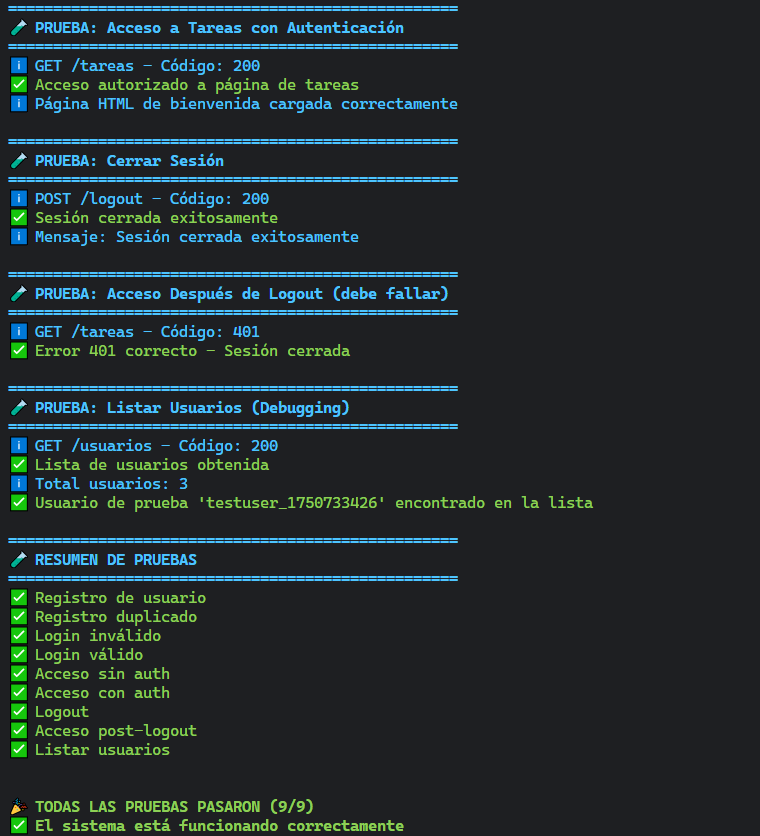 ==================================================
🧪 PRUEBA: Acceso a Tareas con Autenticación
==================================================
ℹ️ GET /tareas - Código: 200
✅ Acceso autorizado a página de tareas
ℹ️ Página HTML de bienvenida cargada correctamente

==================================================
🧪 PRUEBA: Cerrar Sesión
==================================================
ℹ️ POST /logout - Código: 200
✅ Sesión cerrada exitosamente
ℹ️ Mensaje: Sesión cerrada exitosamente

==================================================
🧪 PRUEBA: Acceso Después de Logout (debe fallar)
==================================================
ℹ️ GET /tareas - Código: 401
✅ Error 401 correcto - Sesión cerrada

==================================================
🧪 PRUEBA: Listar Usuarios (Debugging)
==================================================
ℹ️ GET /usuarios - Código: 200
✅ Lista de usuarios obtenida
ℹ️ Total usuarios: 3
✅ Usuario de prueba 'testuser_1750733426' encontrado en la lista

==================================================
🧪 RESUMEN DE PRUEBAS
==================================================
✅ Registro de usuario
✅ Registro duplicado
✅ Login inválido
✅ Login válido
✅ Acceso sin auth
✅ Acceso con auth
✅ Logout
✅ Acceso post-logout
✅ Listar usuarios

🎉 TODAS LAS PRUEBAS PASARON (9/9)
✅ El sistema está funcionando correctamente